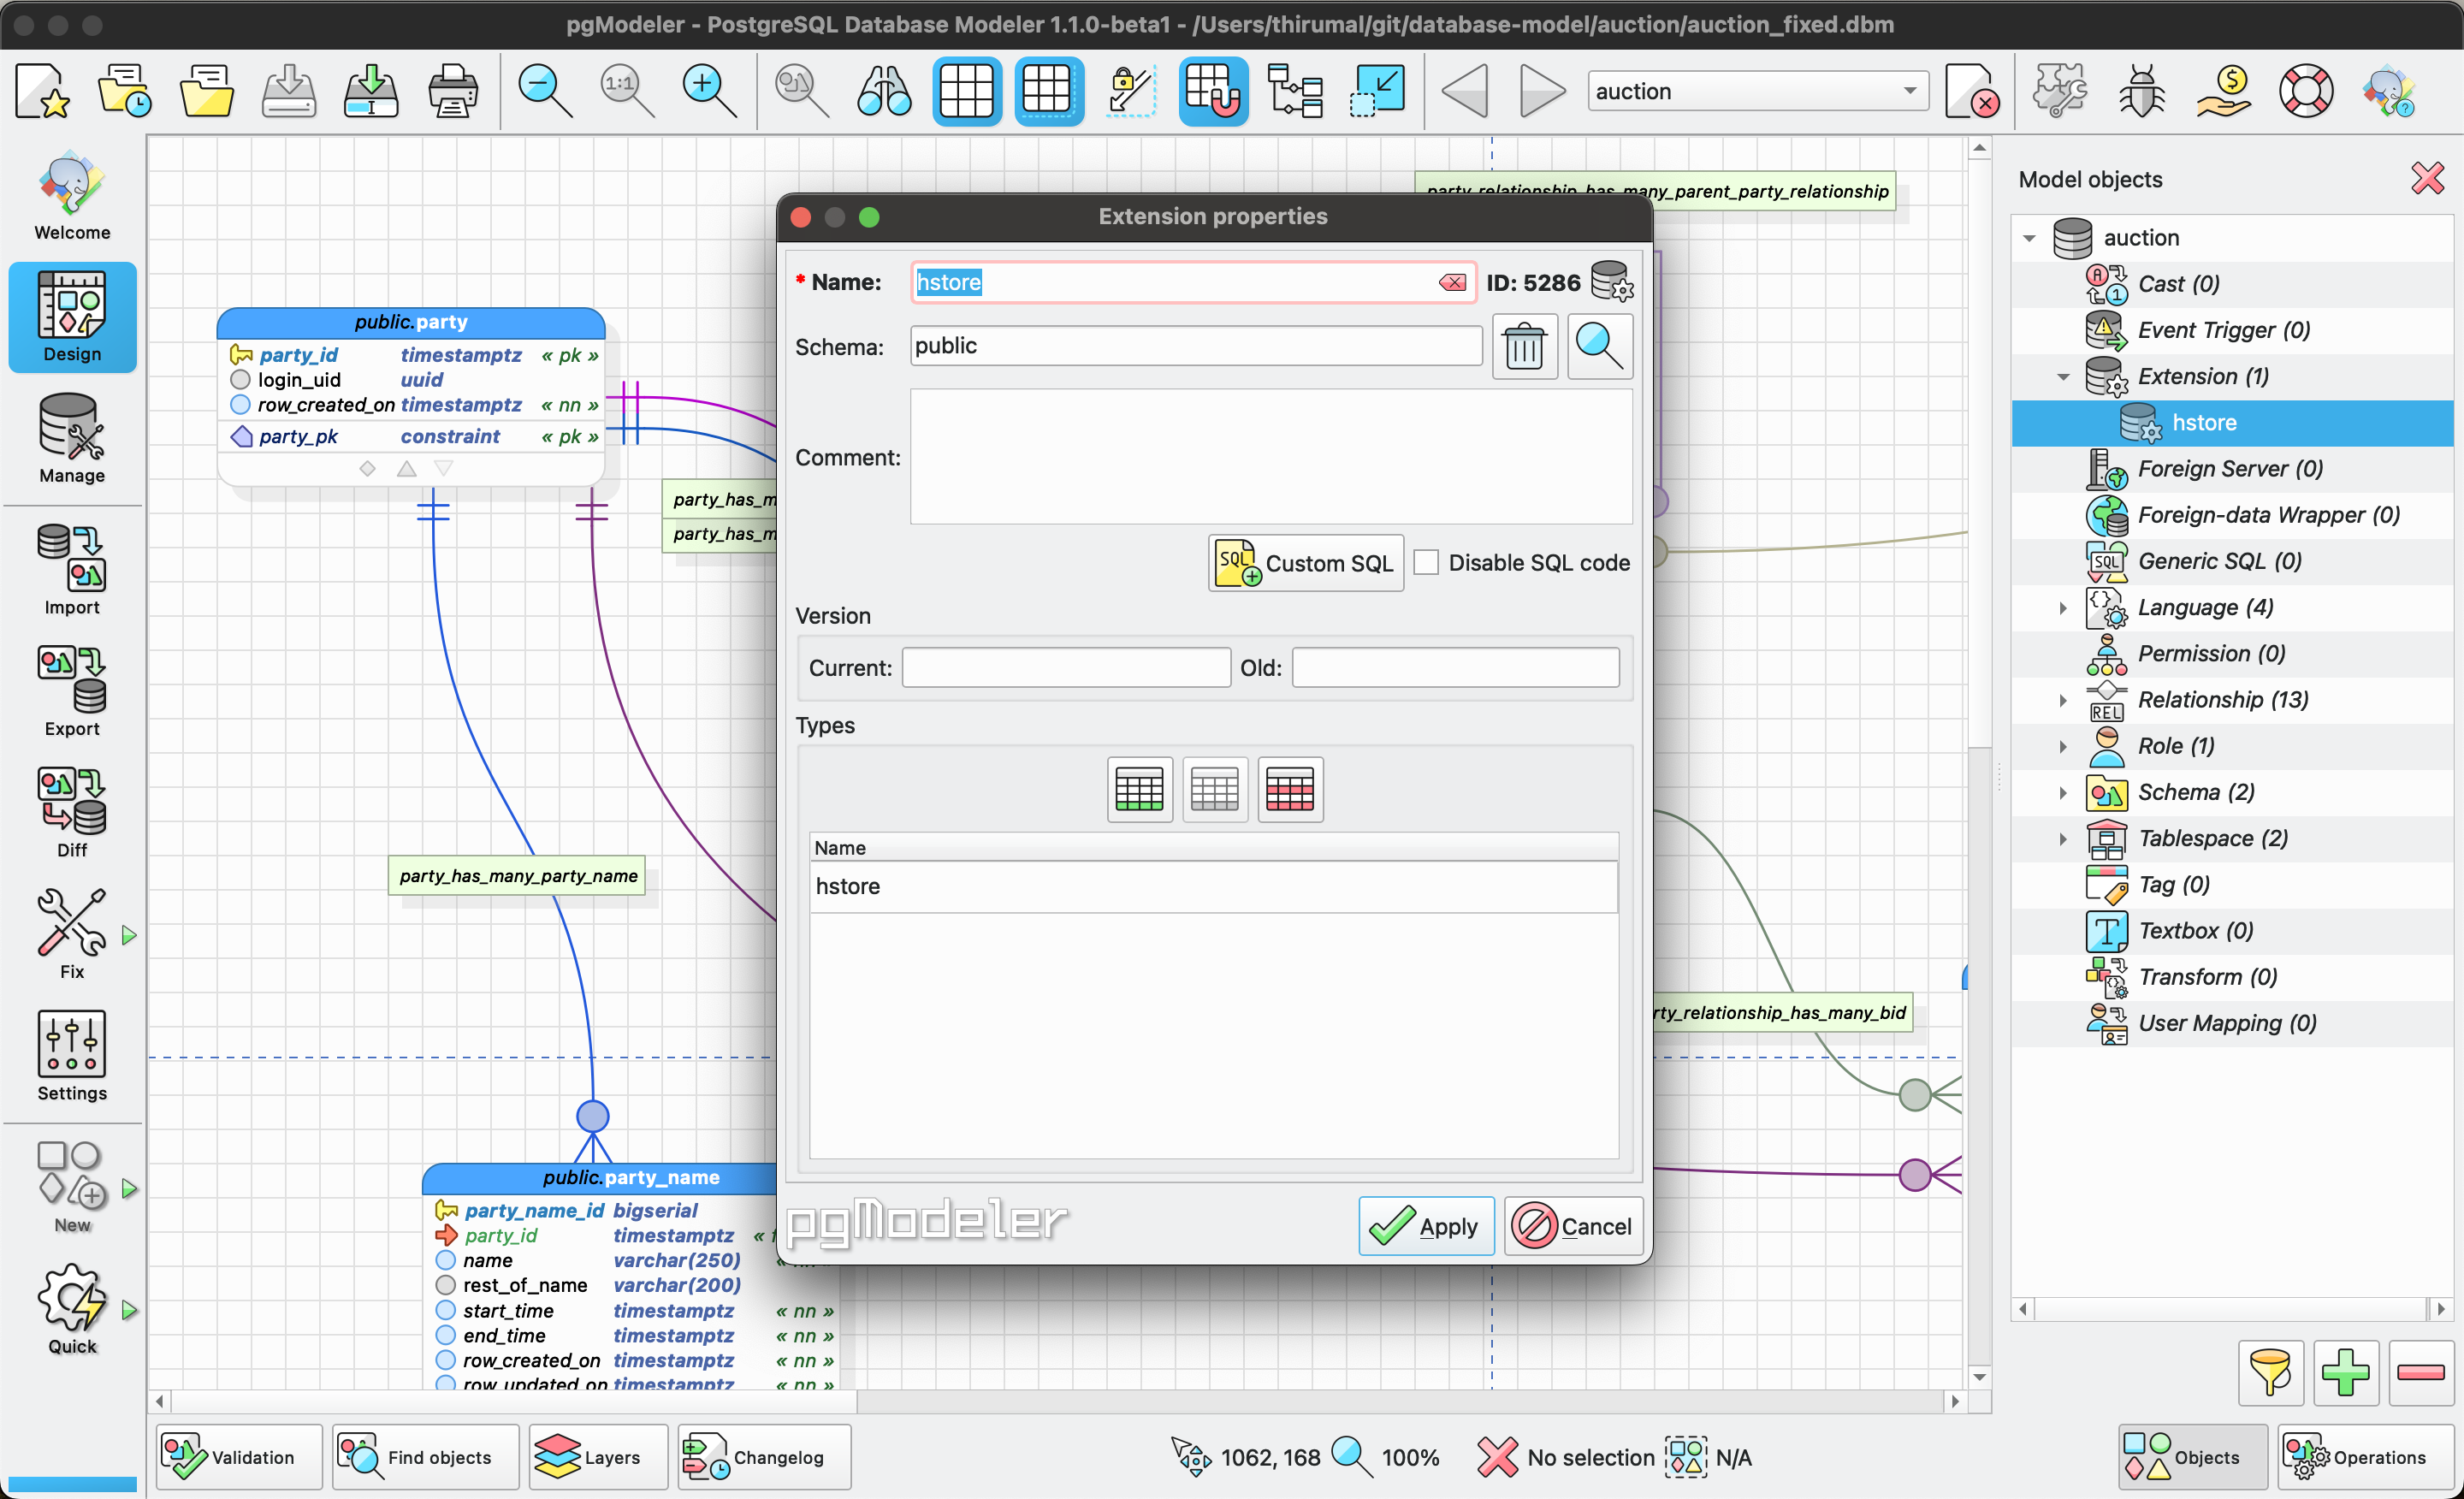 pgModeler - PostgreSQL Database Modeler 1.1.0-beta1 - /Users/thirumal/git/database-model/auction/auction_fixed.dbm
1:1
auction
Welcome
Design
Manage
Import
Export
Diff
Fix
Settings
New
Quick
public.party
party_id timestamptz « pk »
login_uid uuid
row_created_on timestamptz « nn »
party_pk constraint « pk »
party_has_m
party_has_m
party_has_many_party_name
public.party_name
party_name_id bigserial
party_id timestamptz «
name varchar(250)
rest_of_name varchar(200)
start_time timestamptz « nn »
end_time timestamptz « nn »
row_created_on timestamptz « nn »
row_updated_on timestamptz « nn »
party_relationship_has_many_parent_party_relationship
rty_relationship_has_many_bid
Extension properties
* Name: hstore ID: 5286
Schema: public
Comment:
SQL Custom SQL Disable SQL code
Version
Current: Old:
Types
Name
hstore
pgModeler
Apply Cancel
Model objects
auction
Cast (0)
Event Trigger (0)
Extension (1)
hstore
Foreign Server (0)
Foreign-data Wrapper (0)
SQL Generic SQL (0)
Language (4)
Permission (0)
REL Relationship (13)
Role (1)
Schema (2)
Tablespace (2)
Tag (0)
Textbox (0)
Transform (0)
User Mapping (0)
Validation Find objects Layers Changelog
1062, 168 100% No selection N/A
Objects Operations